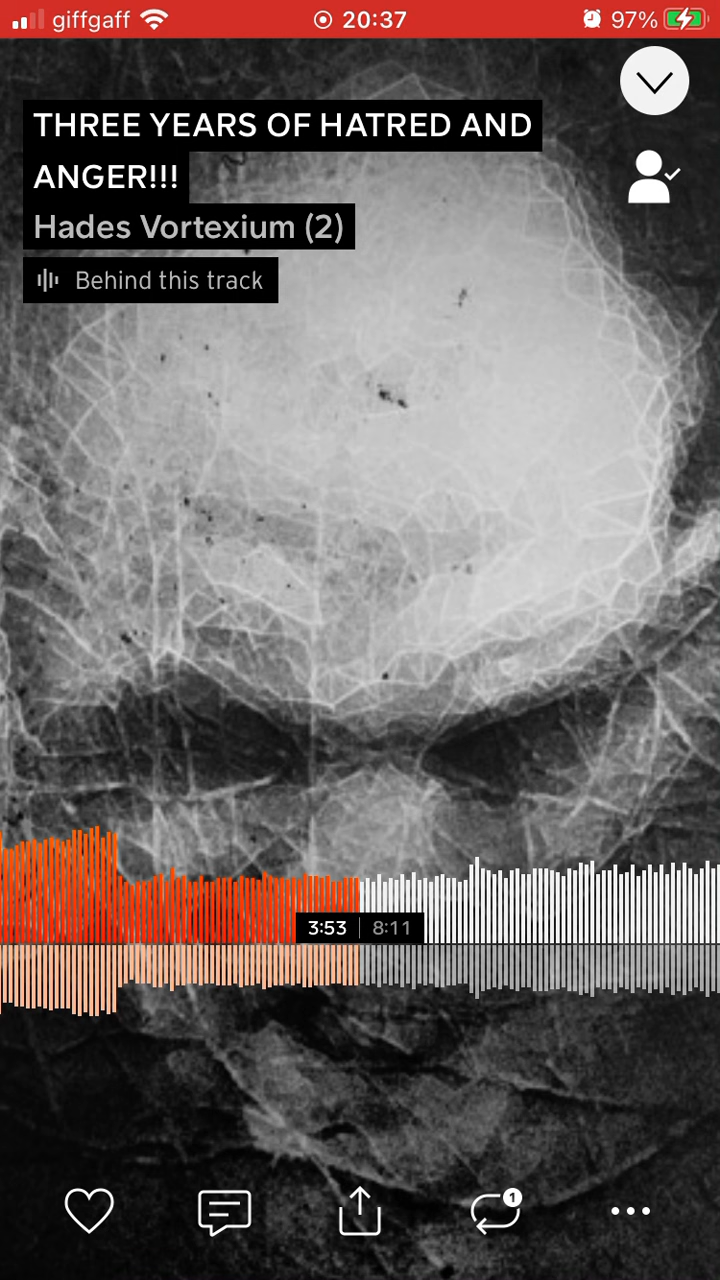 giffgaff 20:37 97%
THREE YEARS OF HATRED AND
ANGER!!!
Hades Vortexium (2)
Behind this track
3:53 8:11
1